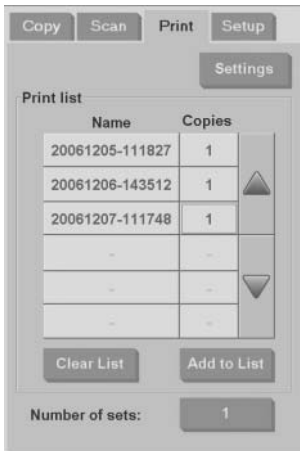 Copy Scan Print Setup
Settings
Print list
Name Copies
20061205-111827 1
20061206-143512 1
20061207-111748 1
- -
- -
- -
Clear List Add to List
Number of sets: 1